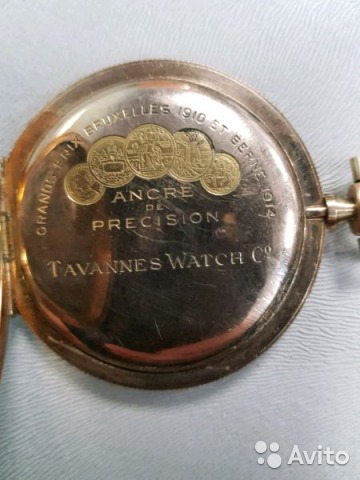 GRANDS PRIX BRUXELLES 1910 ET BERNE 1914
ANCRE
DE
PRECISION
TAVANNES WATCH Cº
Avito